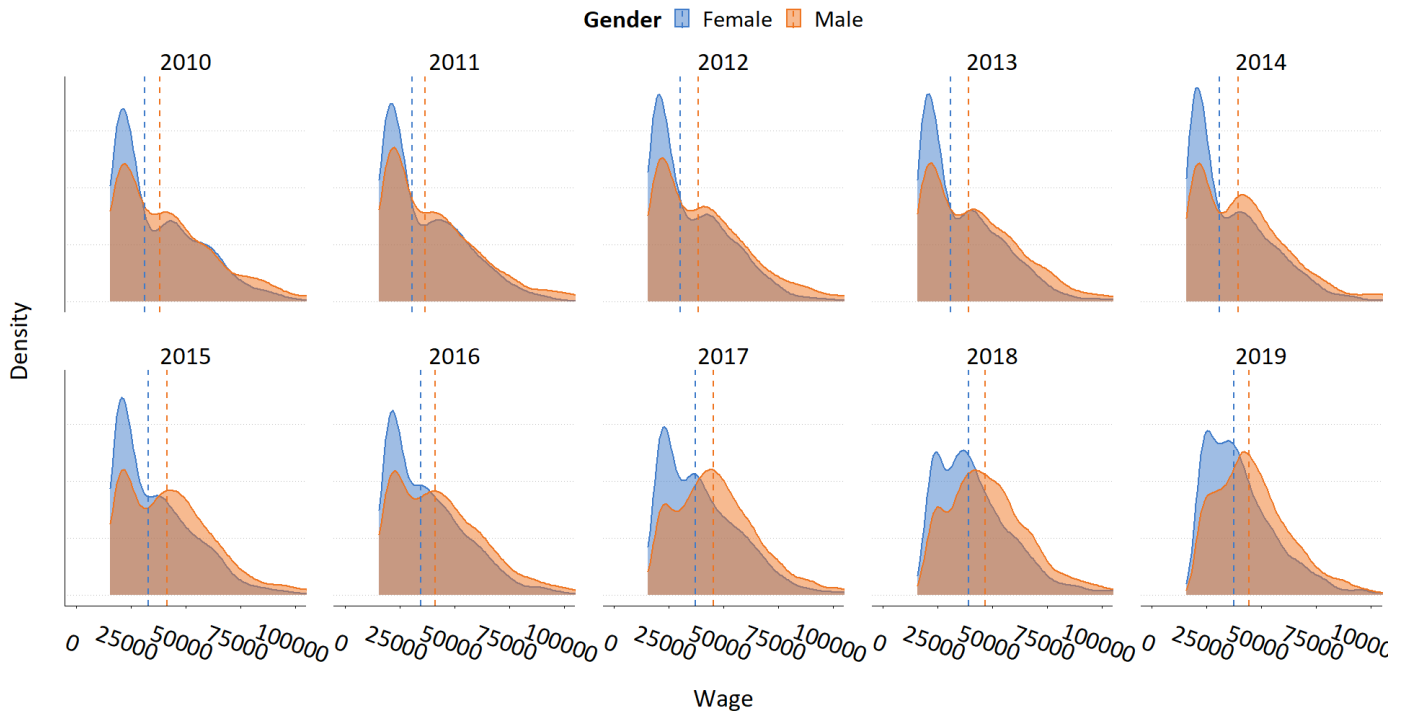 Gender Female Male
2010 2011 2012 2013 2014
Density
2015 2016 2017 2018 2019
0 25000 50000 75000 100000 0 25000 50000 75000 100000 0 25000 50000 75000 100000 0 25000 50000 75000 100000 0 25000 50000 75000 100000
Wage